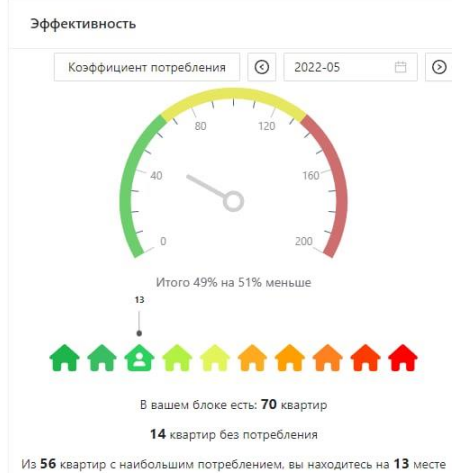 Эффективность
Коэффициент потребления
2022-05
80
120
40
160
0
200
Итого 49% на 51% меньше
13
В вашем блоке есть: 70 квартир
14 квартир без потребления
Из 56 квартир с наибольшим потреблением, вы находитесь на 13 месте